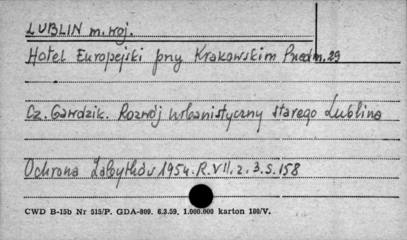 LUBLIN m. woj.
Hotel Europejski przy Krakowskim Przedm. 29
Cz. Gawdzik. Rozwój urbanistyczny starego Lublina
Ochrona Zabytków 1954. R. VII. z. 3. s. 158
CWD B-15b Nr 515/P. GDA-809. 6.3.59. 1.000.000 karton 180/V.